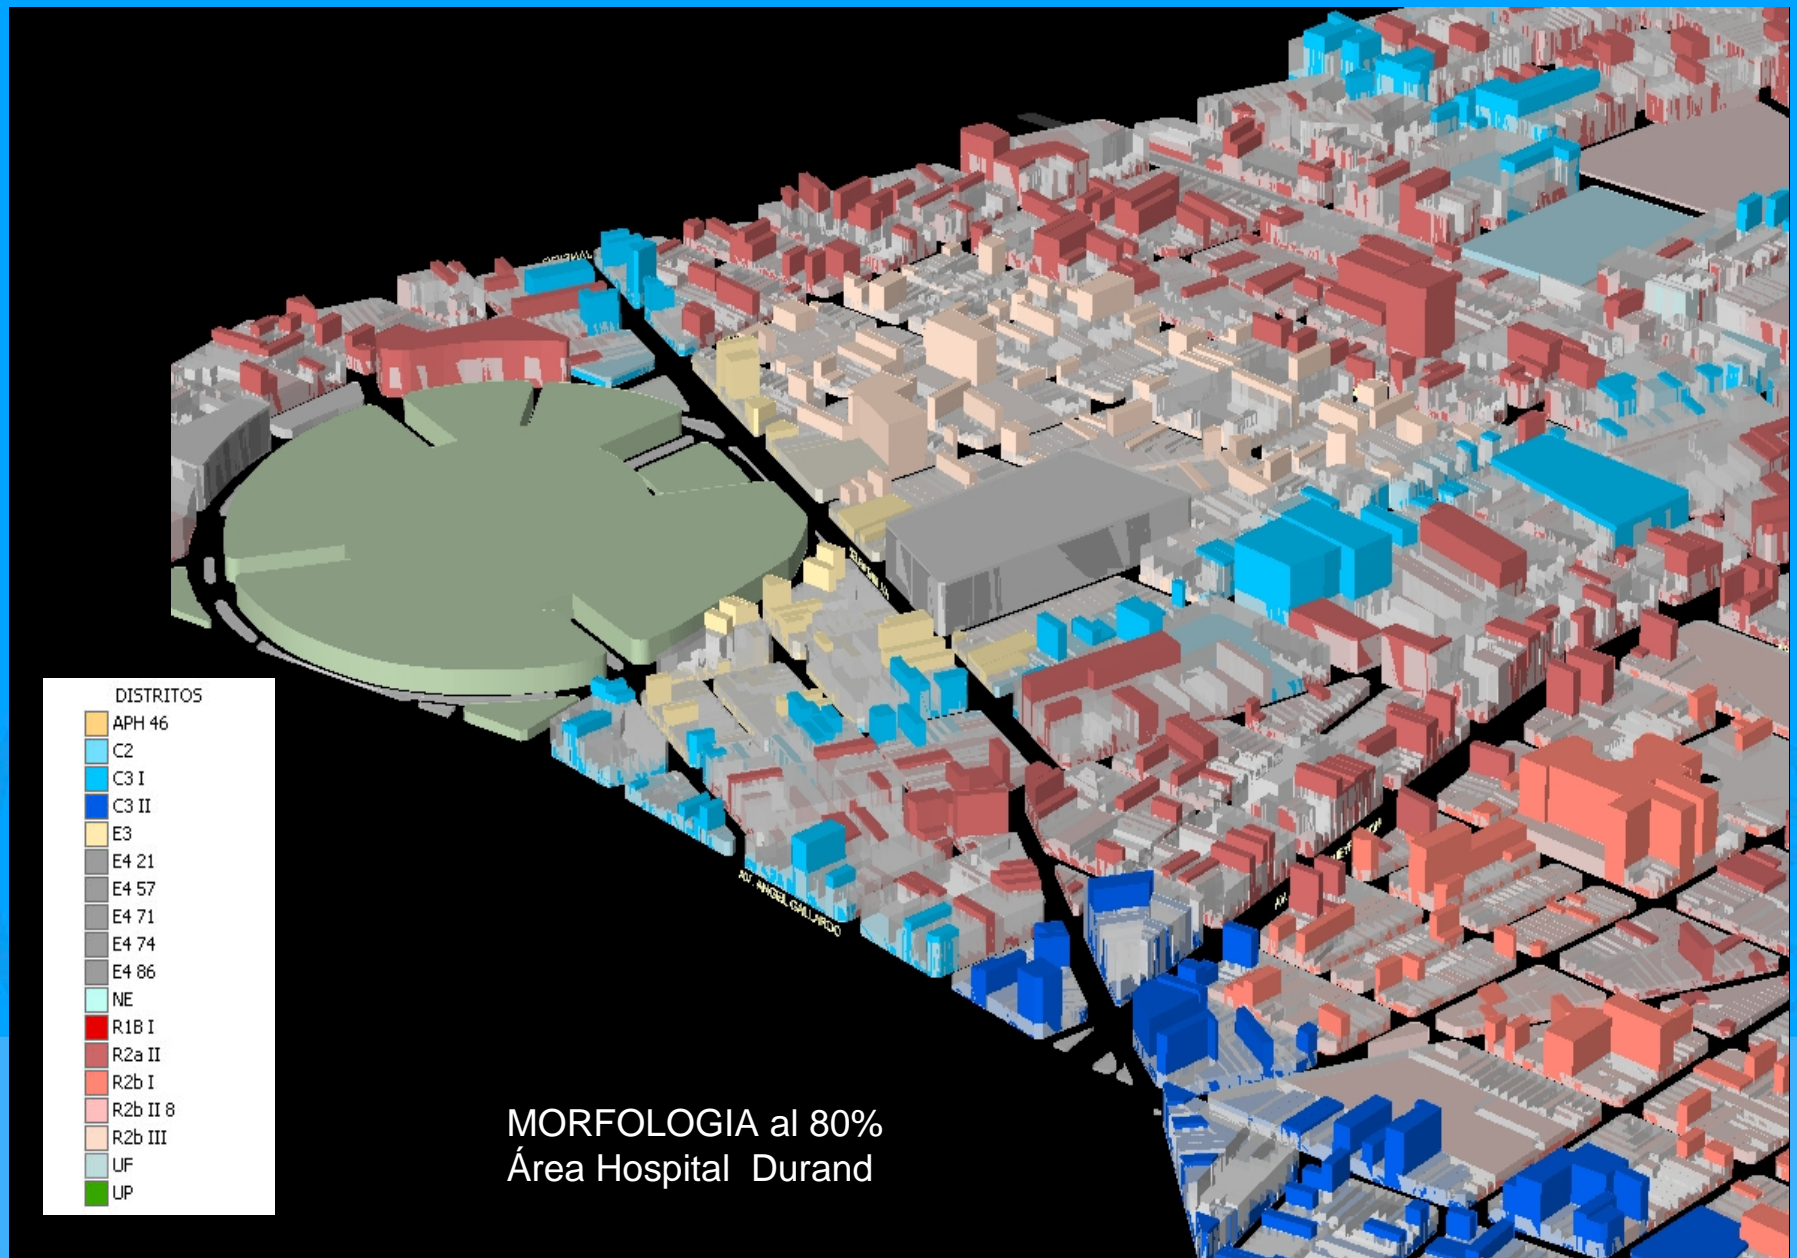 DISTRITOS
APH 46
C2
C3 I
C3 II
E3
E4 21
E4 57
E4 71
E4 74
E4 86
NE
R1B I
R2a II
R2b I
R2b II 8
R2b III
UF
UP
AV. ANGEL GALLARDO
AV.
MORFOLOGIA al 80%
Área Hospital Durand